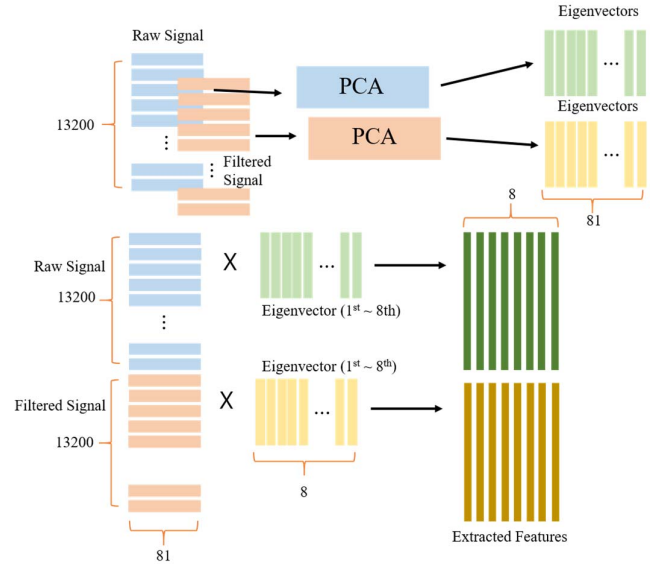 Eigenvectors
Raw Signal
PCA
...
13200
Eigenvectors
PCA
...
Filtered
Signal
...
...
81
8
Raw Signal
13200
X
...
Eigenvector (1st ~ 8th)
...
Eigenvector (1st ~ 8th)
Filtered Signal
X
...
13200
8
81
Extracted Features